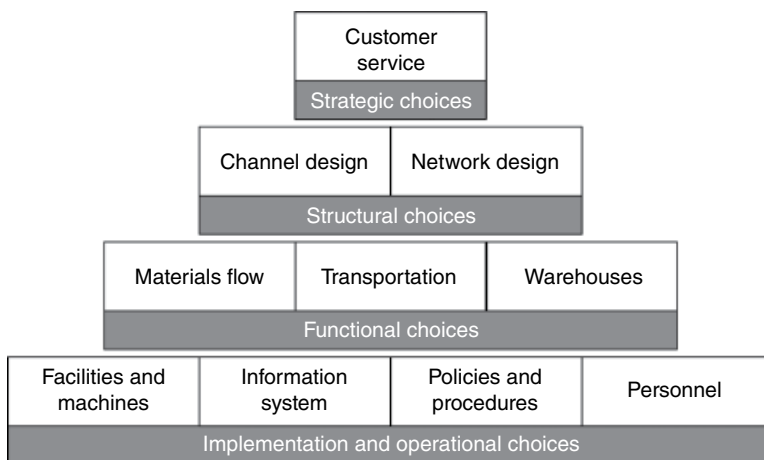 Customer
service
Strategic choices
Channel design
Network design
Structural choices
Materials flow
Transportation
Warehouses
Functional choices
Facilities and
machines
Information
system
Policies and
procedures
Personnel
Implementation and operational choices